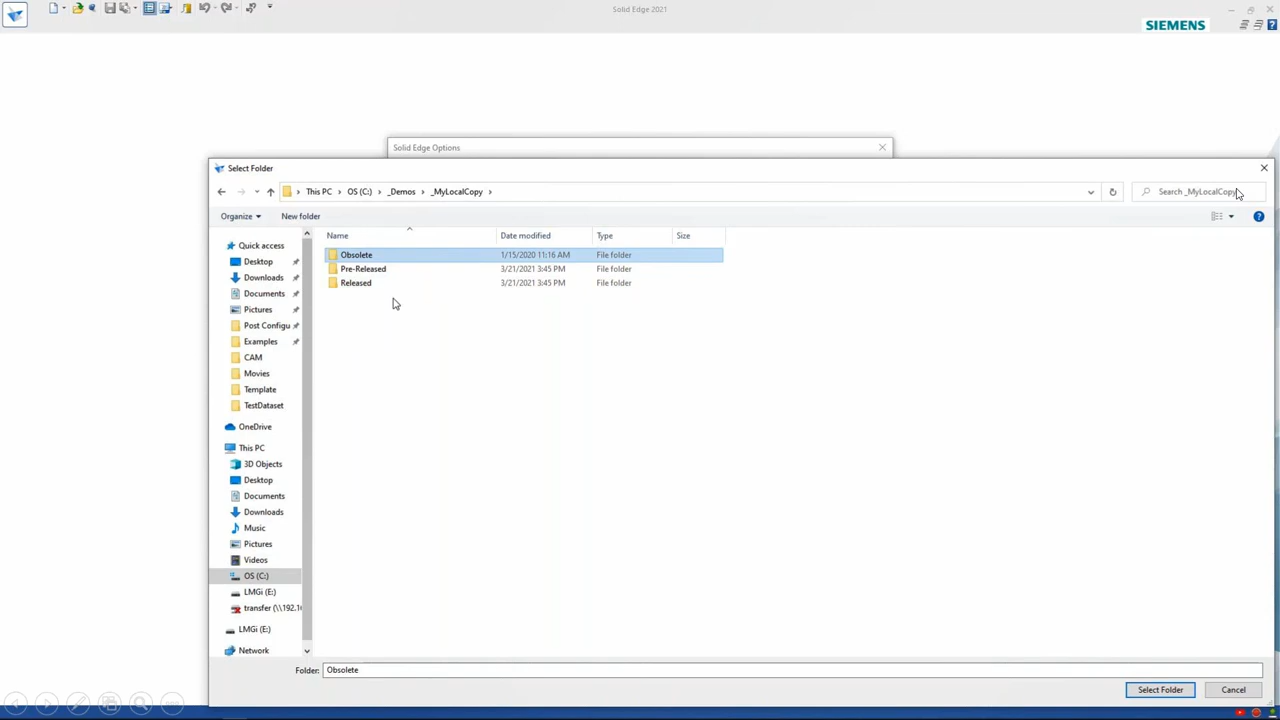 Solid Edge 2021
SIEMENS
Solid Edge Options
Select Folder
This PC > OS (C:) > _Demos > _MyLocalCopy >
Search _MyLocalCopy
Organize
New folder
Name Date modified Type Size
Obsolete 1/15/2020 11:16 AM File folder
Pre-Released 3/21/2021 3:45 PM File folder
Released 3/21/2021 3:45 PM File folder
Quick access
Desktop
Downloads
Documents
Pictures
Post Configu
Examples
CAM
Movies
Template
TestDataset
OneDrive
This PC
3D Objects
Desktop
Documents
Downloads
Music
Pictures
Videos
OS (C:)
LMGi (E:)
transfer (\\192.16
LMGi (E:)
Network
Folder: Obsolete
Select Folder
Cancel